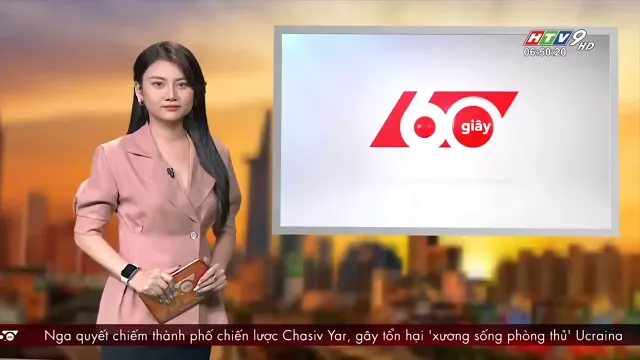 HTV9 HD
06:50:20
60 giây
60 Nga quyết chiếm thành phố chiến lược Chasiv Yar, gây tổn hại 'xương sống phòng thủ' Ucraina